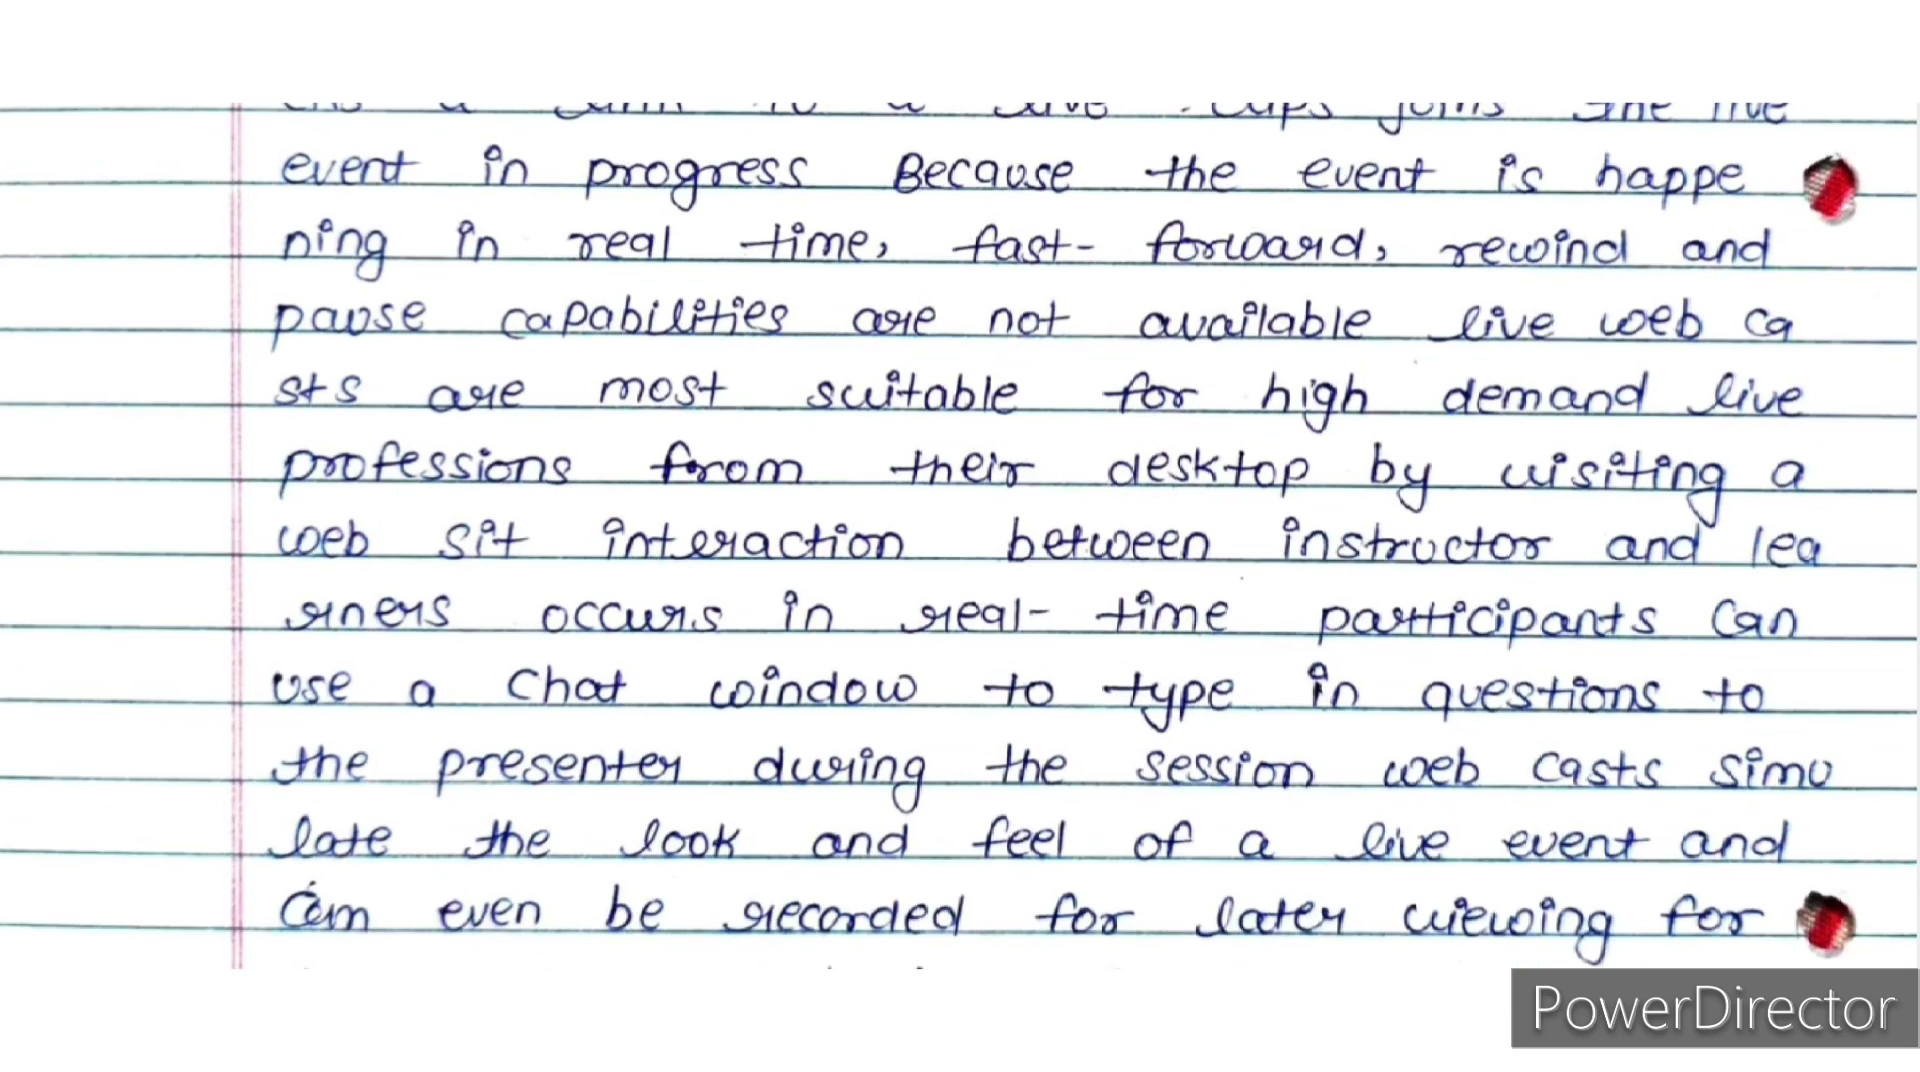 joins the live
event in progress Because the event is happe
ning in real time, fast- forward, rewind and
pause capabilities are not available live web ca
sts are most suitable for high demand live
professions from their desktop by visiting a
web sit interaction between instructor and lea
rners occurs in real- time participants can
use a chat window to type in questions to
the presenter during the session web casts simu
late the look and feel of a live event and
Can even be recorded for later viewing for
PowerDirector